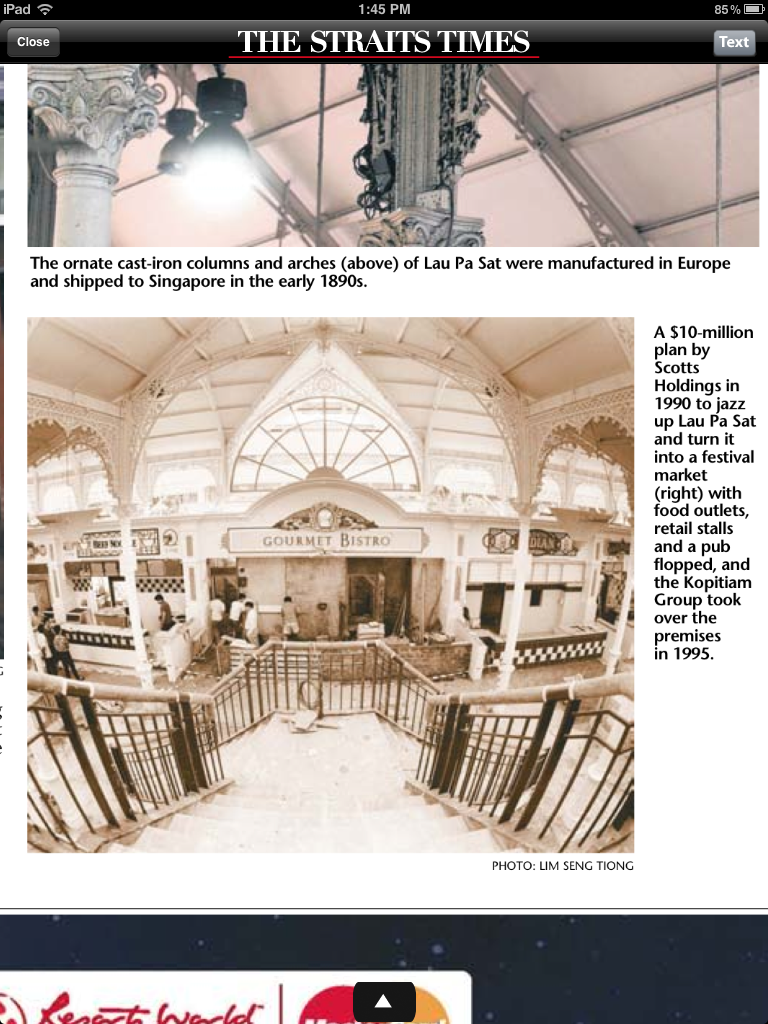 iPad
1:45 PM
85%
Close
THE STRAITS TIMES
Text
The ornate cast-iron columns and arches (above) of Lau Pa Sat were manufactured in Europe
and shipped to Singapore in the early 1890s.
A $10-million
plan by
Scotts
Holdings in
1990 to jazz
up Lau Pa Sat
and turn it
into a festival
market
(right) with
food outlets,
retail stalls
and a pub
flopped, and
the Kopitiam
Group took
over the
premises
in 1995.
GOURMET BISTRO
PHOTO: LIM SENG TIONG
Resorts World